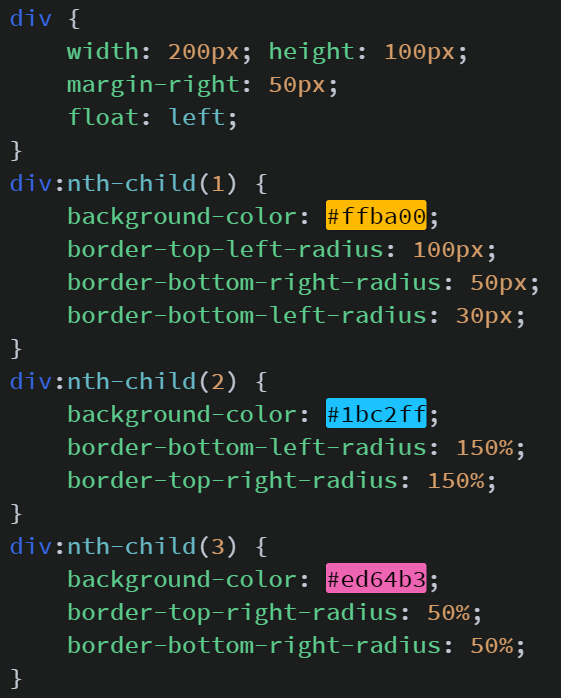 div {
    width: 200px; height: 100px;
    margin-right: 50px;
    float: left;
}
div:nth-child(1) {
    background-color: #ffba00;
    border-top-left-radius: 100px;
    border-bottom-right-radius: 50px;
    border-bottom-left-radius: 30px;
}
div:nth-child(2) {
    background-color: #1bc2ff;
    border-bottom-left-radius: 150%;
    border-top-right-radius: 150%;
}
div:nth-child(3) {
    background-color: #ed64b3;
    border-top-right-radius: 50%;
    border-bottom-right-radius: 50%;
}